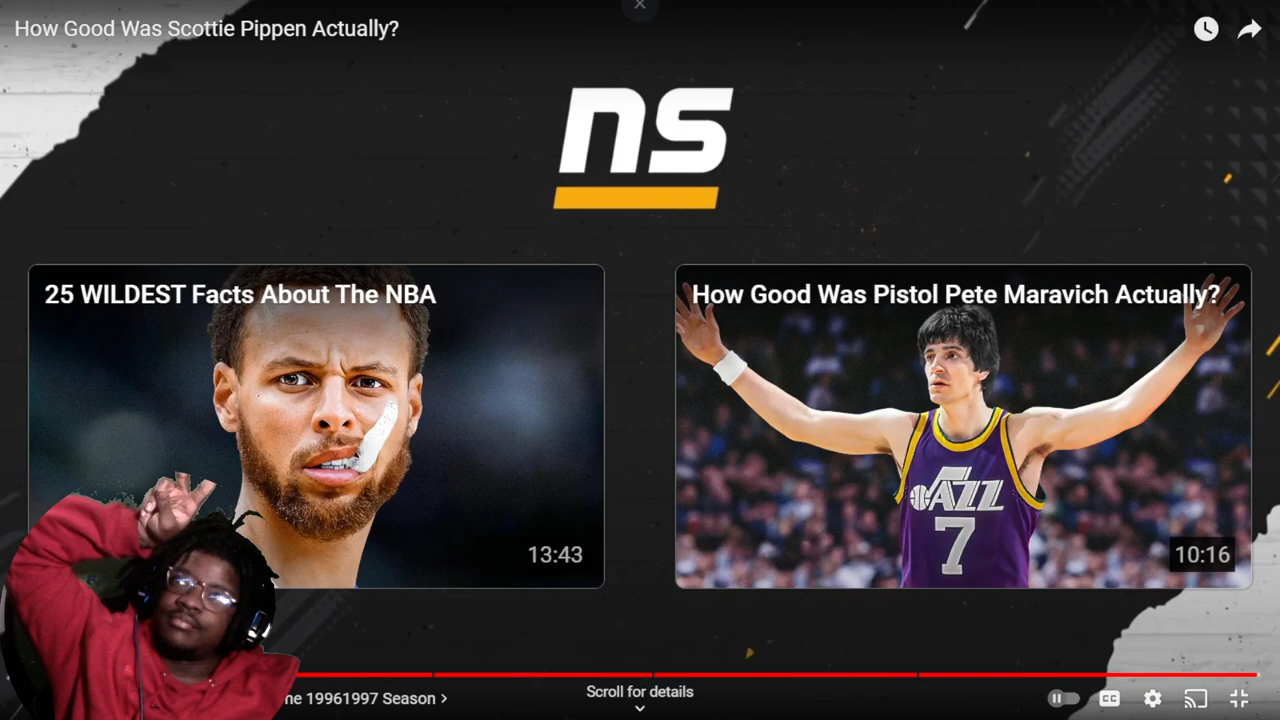 How Good Was Scottie Pippen Actually?
ns
25 WILDEST Facts About The NBA
13:43
How Good Was Pistol Pete Maravich Actually?
JAZZ
7
10:16
19961997 Season
Scroll for details
CC